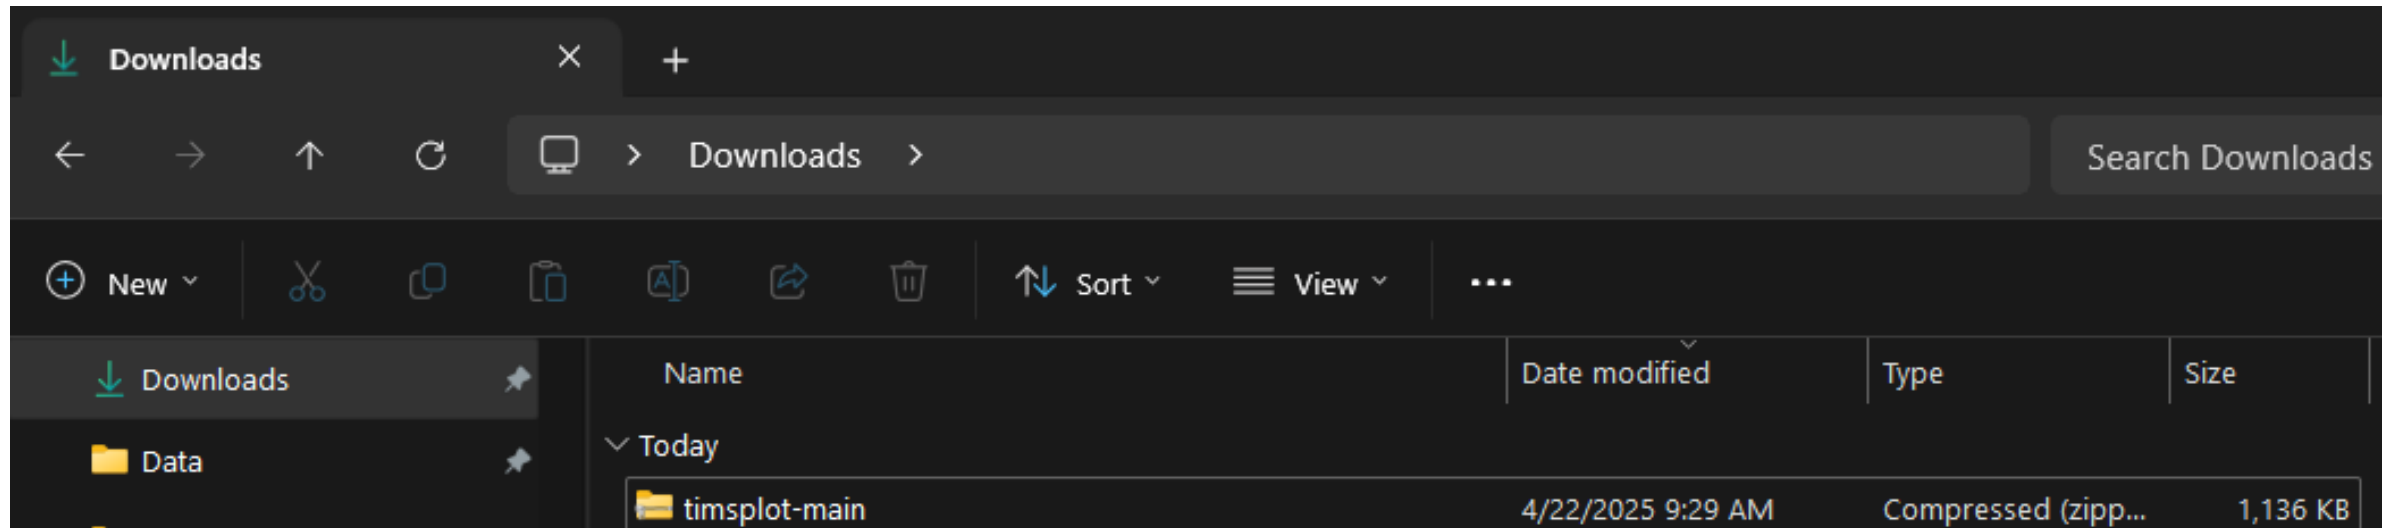 Downloads
Downloads
Search Downloads
New
Sort
View
Downloads
Data
Name
Date modified
Type
Size
Today
timsplot-main
4/22/2025 9:29 AM
Compressed (zipp...
1,136 KB